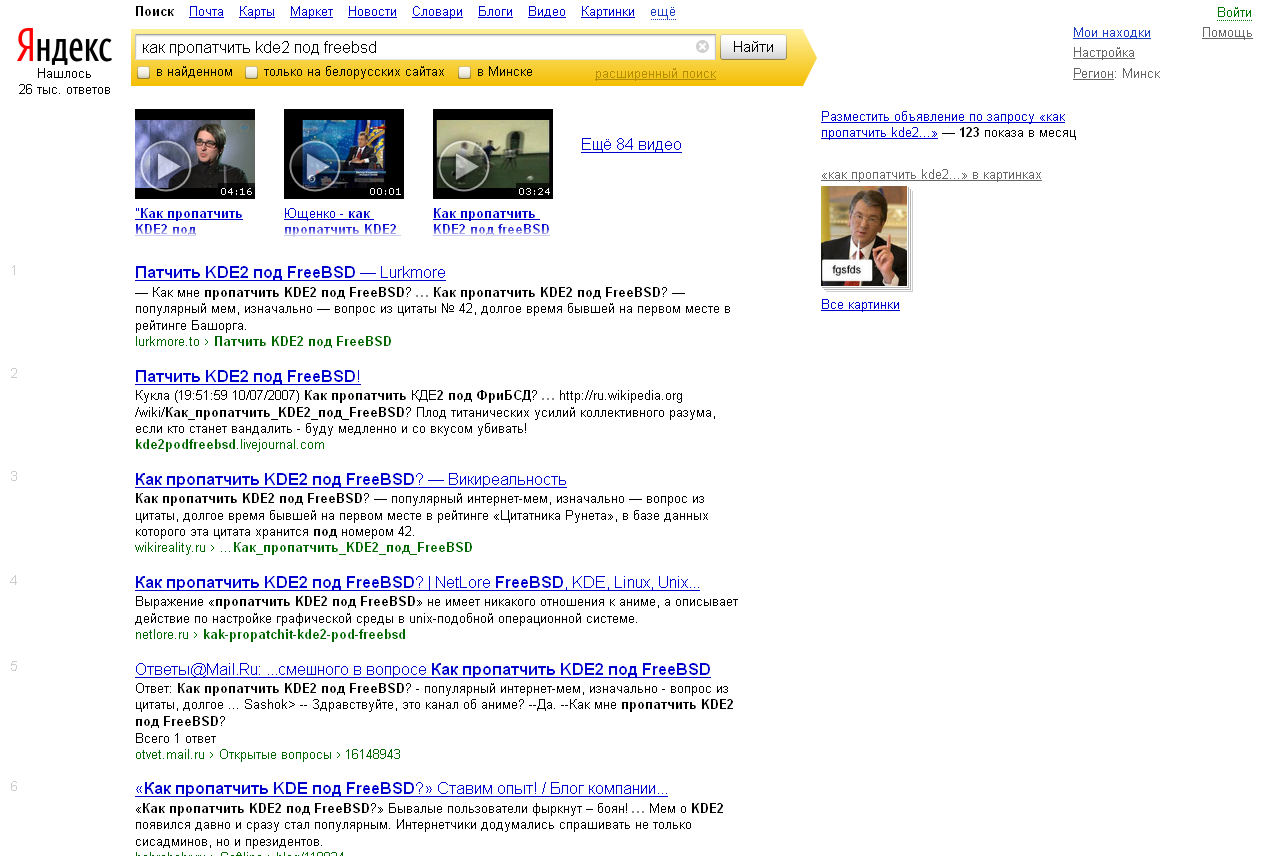 Поиск Почта Карты Маркет Новости Словари Блоги Видео Картинки ещё
Войти
Яндекс
Нашлось
26 тыс. ответов
как пропатчить kde2 под freebsd
Найти
в найденном только на белорусских сайтах в Минске расширенный поиск
Мои находки
Помощь
Настройка
Регион: Минск
04:16
"Как пропатчить
KDE2 под
00:01
Ющенко - как
пропатчить KDE2
03:24
Как пропатчить
KDE2 под freeBSD
Ещё 84 видео
Разместить объявление по запросу «как
пропатчить kde2...» — 123 показа в месяц
«как пропатчить kde2...» в картинках
fgsfds
Все картинки
1
Патчить KDE2 под FreeBSD — Lurkmore
— Как мне пропатчить KDE2 под FreeBSD? ... Как пропатчить KDE2 под FreeBSD? —
популярный мем, изначально — вопрос из цитаты № 42, долгое время бывшей на первом месте в
рейтинге Башорга.
lurkmore.to › Патчить KDE2 под FreeBSD
2
Патчить KDE2 под FreeBSD!
Кукла (19:51:59 10/07/2007) Как пропатчить КДЕ2 под ФриБСД? ... http://ru.wikipedia.org
/wiki/Как_пропатчить_KDE2_под_FreeBSD? Плод титанических усилий коллективного разума,
если кто станет вандалить - буду медленно и со вкусом убивать!
kde2podfreebsd.livejournal.com
3
Как пропатчить KDE2 под FreeBSD? — Викиреальность
Как пропатчить KDE2 под FreeBSD? — популярный интернет-мем, изначально — вопрос из
цитаты, долгое время бывшей на первом месте в рейтинге «Цитатника Рунета», в базе данных
которого эта цитата хранится под номером 42.
wikireality.ru › ...Как_пропатчить_KDE2_под_FreeBSD
4
Как пропатчить KDE2 под FreeBSD? | NetLore FreeBSD, KDE, Linux, Unix...
Выражение «пропатчить KDE2 под FreeBSD» не имеет никакого отношения к аниме, а описывает
действие по настройке графической среды в unix-подобной операционной системе.
netlore.ru › kak-propatchit-kde2-pod-freebsd
5
Ответы@Mail.Ru: ...смешного в вопросе Как пропатчить KDE2 под FreeBSD
Ответ: Как пропатчить KDE2 под FreeBSD? - популярный интернет-мем, изначально - вопрос из
цитаты, долгое ... Sashok> -- Здравствуйте, это канал об аниме? --Да. --Как мне пропатчить KDE2
под FreeBSD?
Всего 1 ответ
otvet.mail.ru › Открытые вопросы › 16148943
6
«Как пропатчить KDE под FreeBSD?» Ставим опыт! / Блог компании...
«Как пропатчить KDE2 под FreeBSD?» Бывалые пользователи фыркнут – боян! ... Мем о KDE2
появился давно и сразу стал популярным. Интернетчики додумались спрашивать не только
сисадминов, но и президентов.